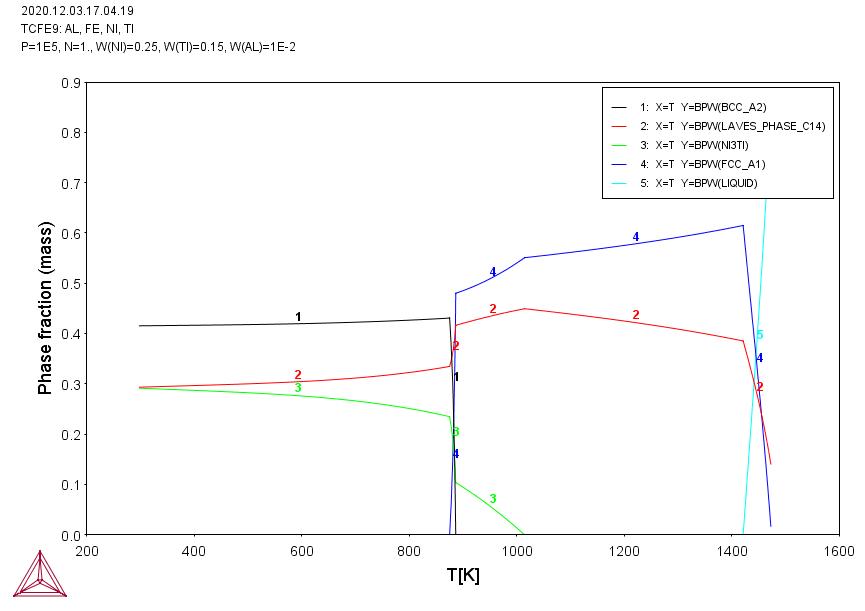 2020.12.03.17.04.19
TCFE9: AL, FE, NI, TI
P=1E5, N=1., W(NI)=0.25, W(TI)=0.15, W(AL)=1E-2
0.9
0.8
0.7
0.6
0.5
0.4
0.3
0.2
0.1
0.0
Phase fraction (mass)
1: X=T Y=BPW(BCC_A2)
2: X=T Y=BPW(LAVES_PHASE_C14)
3: X=T Y=BPW(NI3TI)
4: X=T Y=BPW(FCC_A1)
5: X=T Y=BPW(LIQUID)
4
4
1
2
2
5
2
4
2
3
1
2
3
4
3
200 400 600 800 1000 1200 1400 1600
T[K]